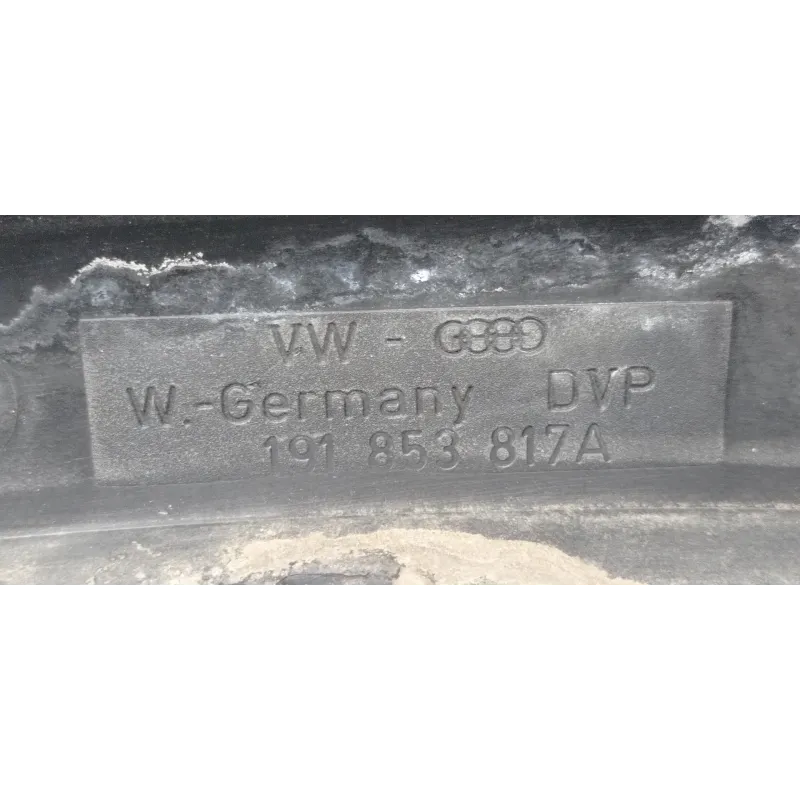 VW -
W.-Germany DVP
191 853 817A